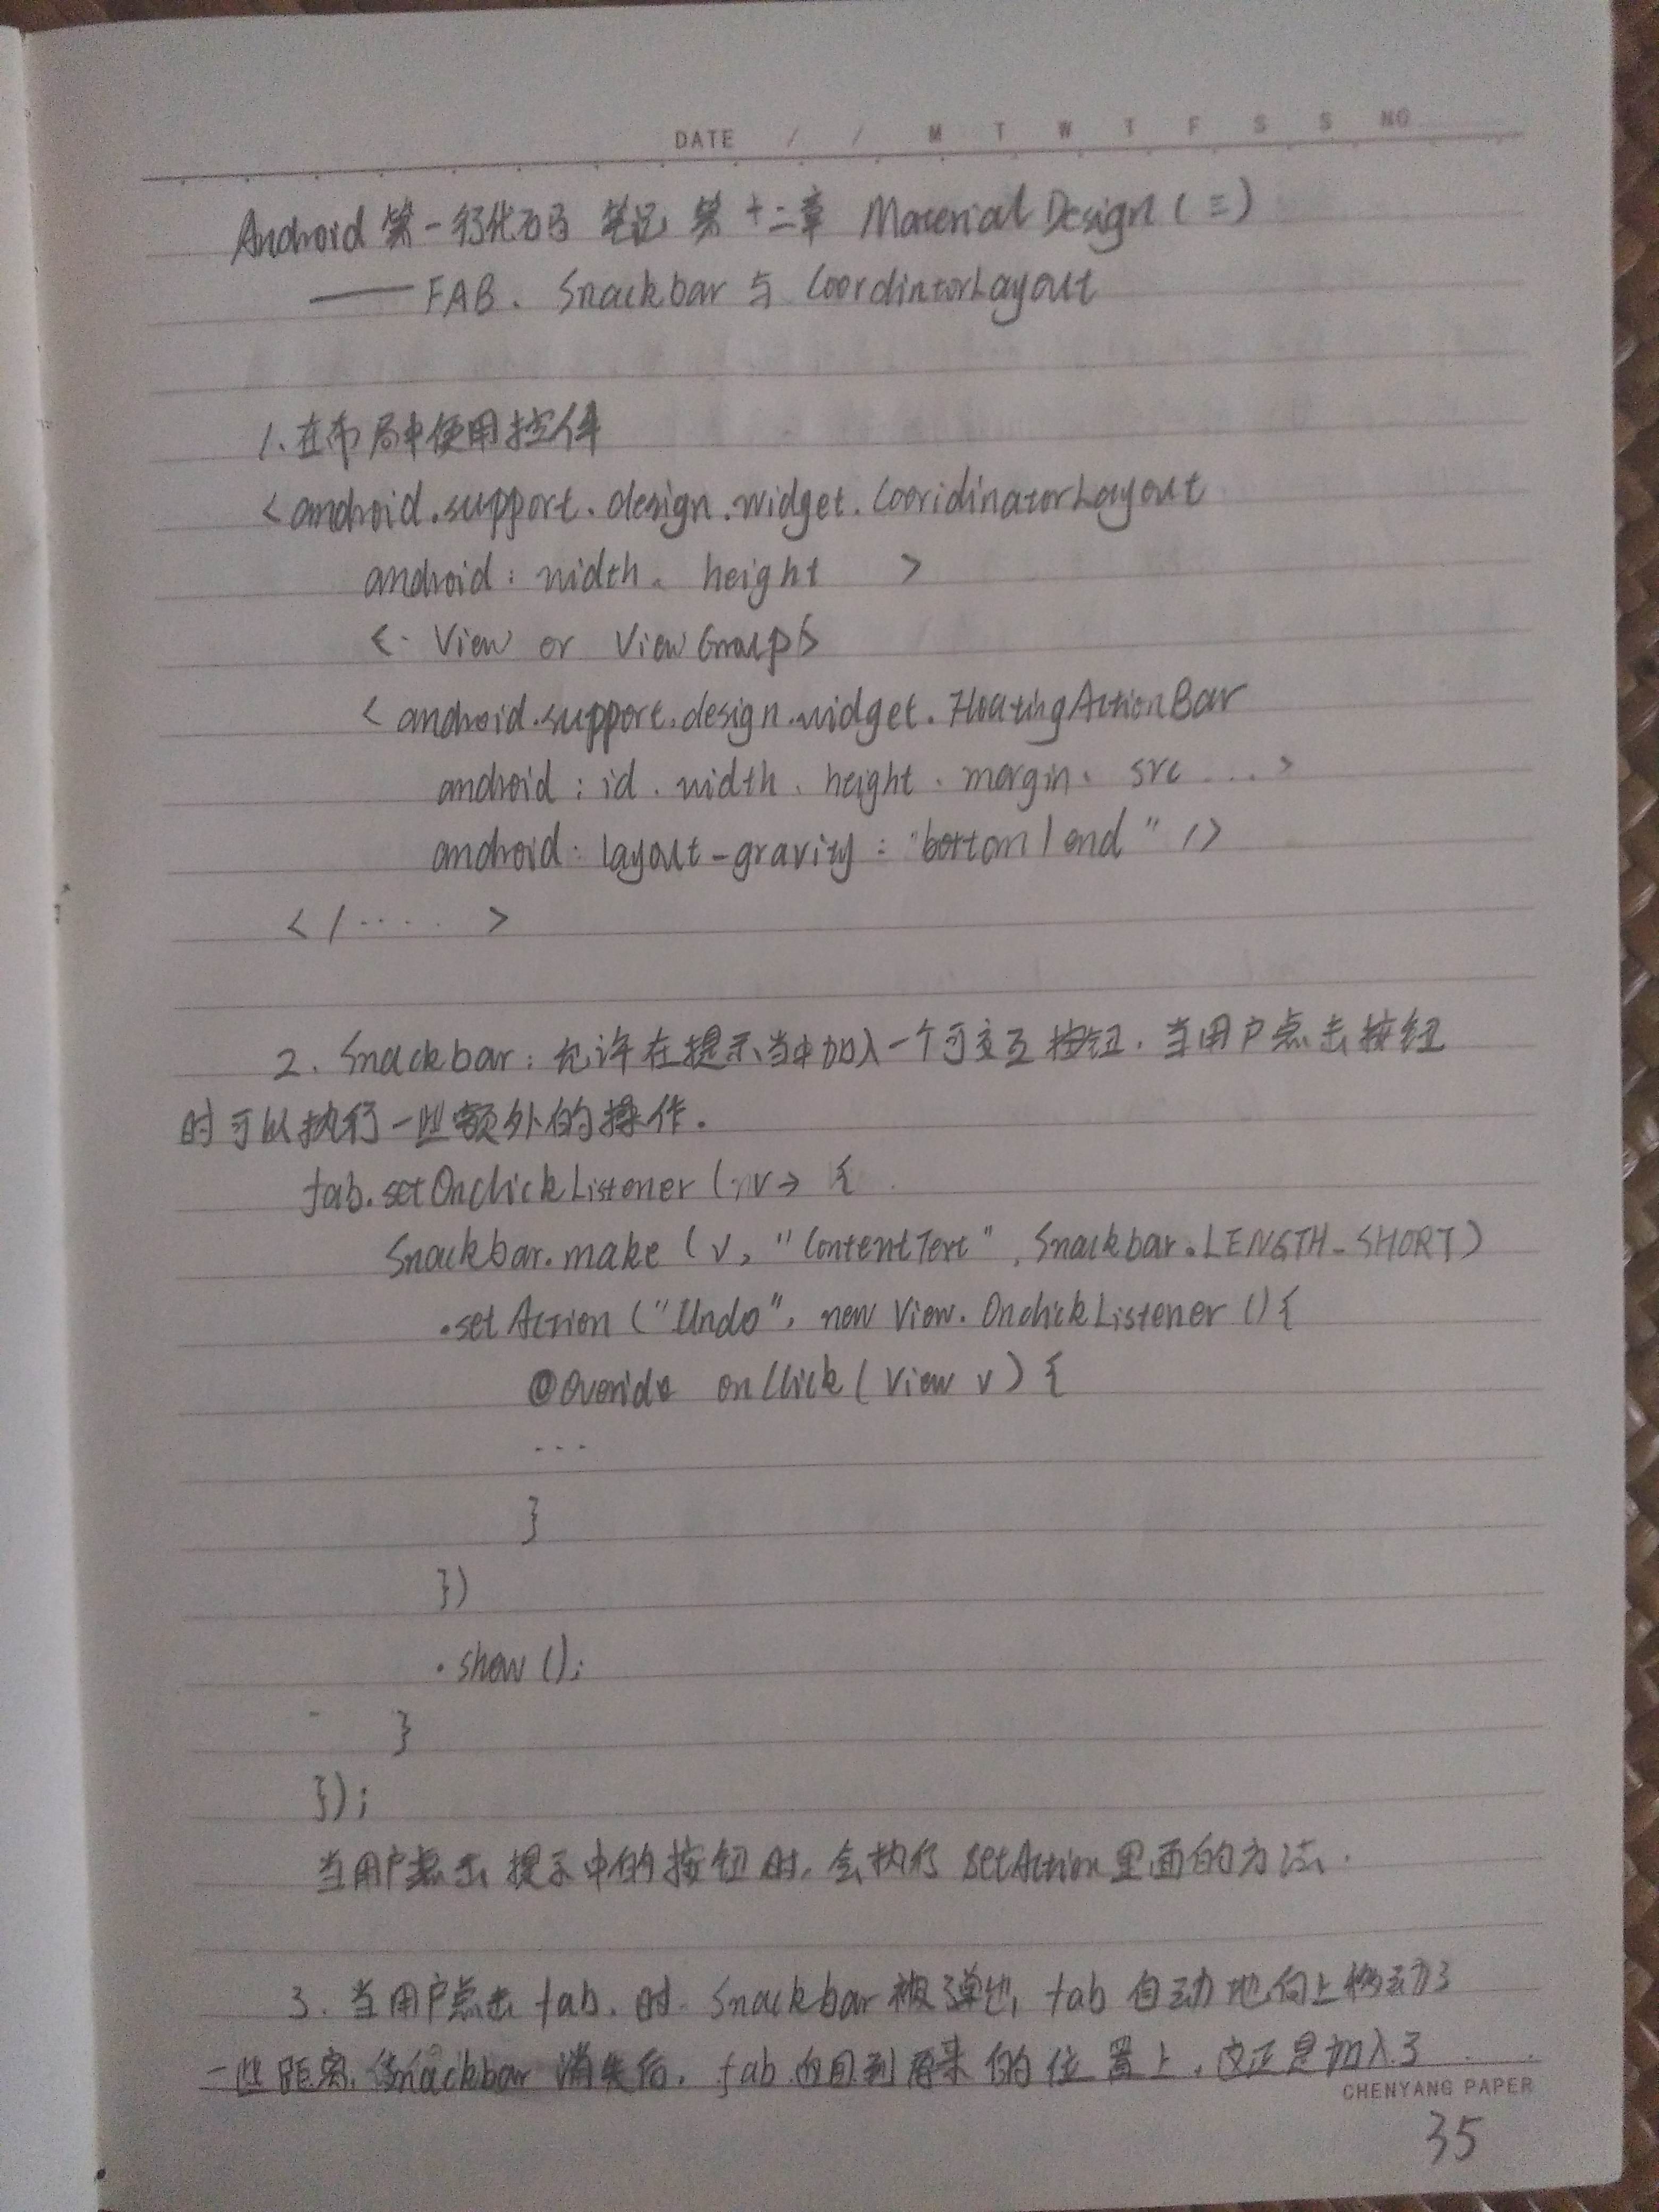 DATE / / M T W T F S S NO
Android 第一行代码 笔记 第十二章 Material Design (三)
—— FAB、Snackbar 与 CoordintorLayout
1、在布局中使用控件
<android.support.design.widget.CooridinatorLayout
android:width、height >
<- View or ViewGroup/>
<android.support.design.widget.FloatingActionBar
android:id、width、height、margin、src ...>
android:layout-gravity:"bottom|end" />
</..... >
2、Snackbar:允许在提示当中加入一个可交互按钮,当用户点击按钮
时可以执行一些额外的操作.
fab.setOnclickListener (v-> {
Snackbar.make (v, "ContentText", Snackbar.LENGTH_SHORT)
.setAction ("Undo", new View.OnclickListener (){
@Override onClick (View v) {
...
}
})
.show ();
}
});
当用户点击提示中的按钮时,会执行 setAction里面的方法.
3、当用户点击 fab、时 Snackbar 被弹出, fab 自动地向上移动了
一些距离, Snackbar 消失后, fab 回到原来的位置上,这正是加入了
CHENYANG PAPER
35